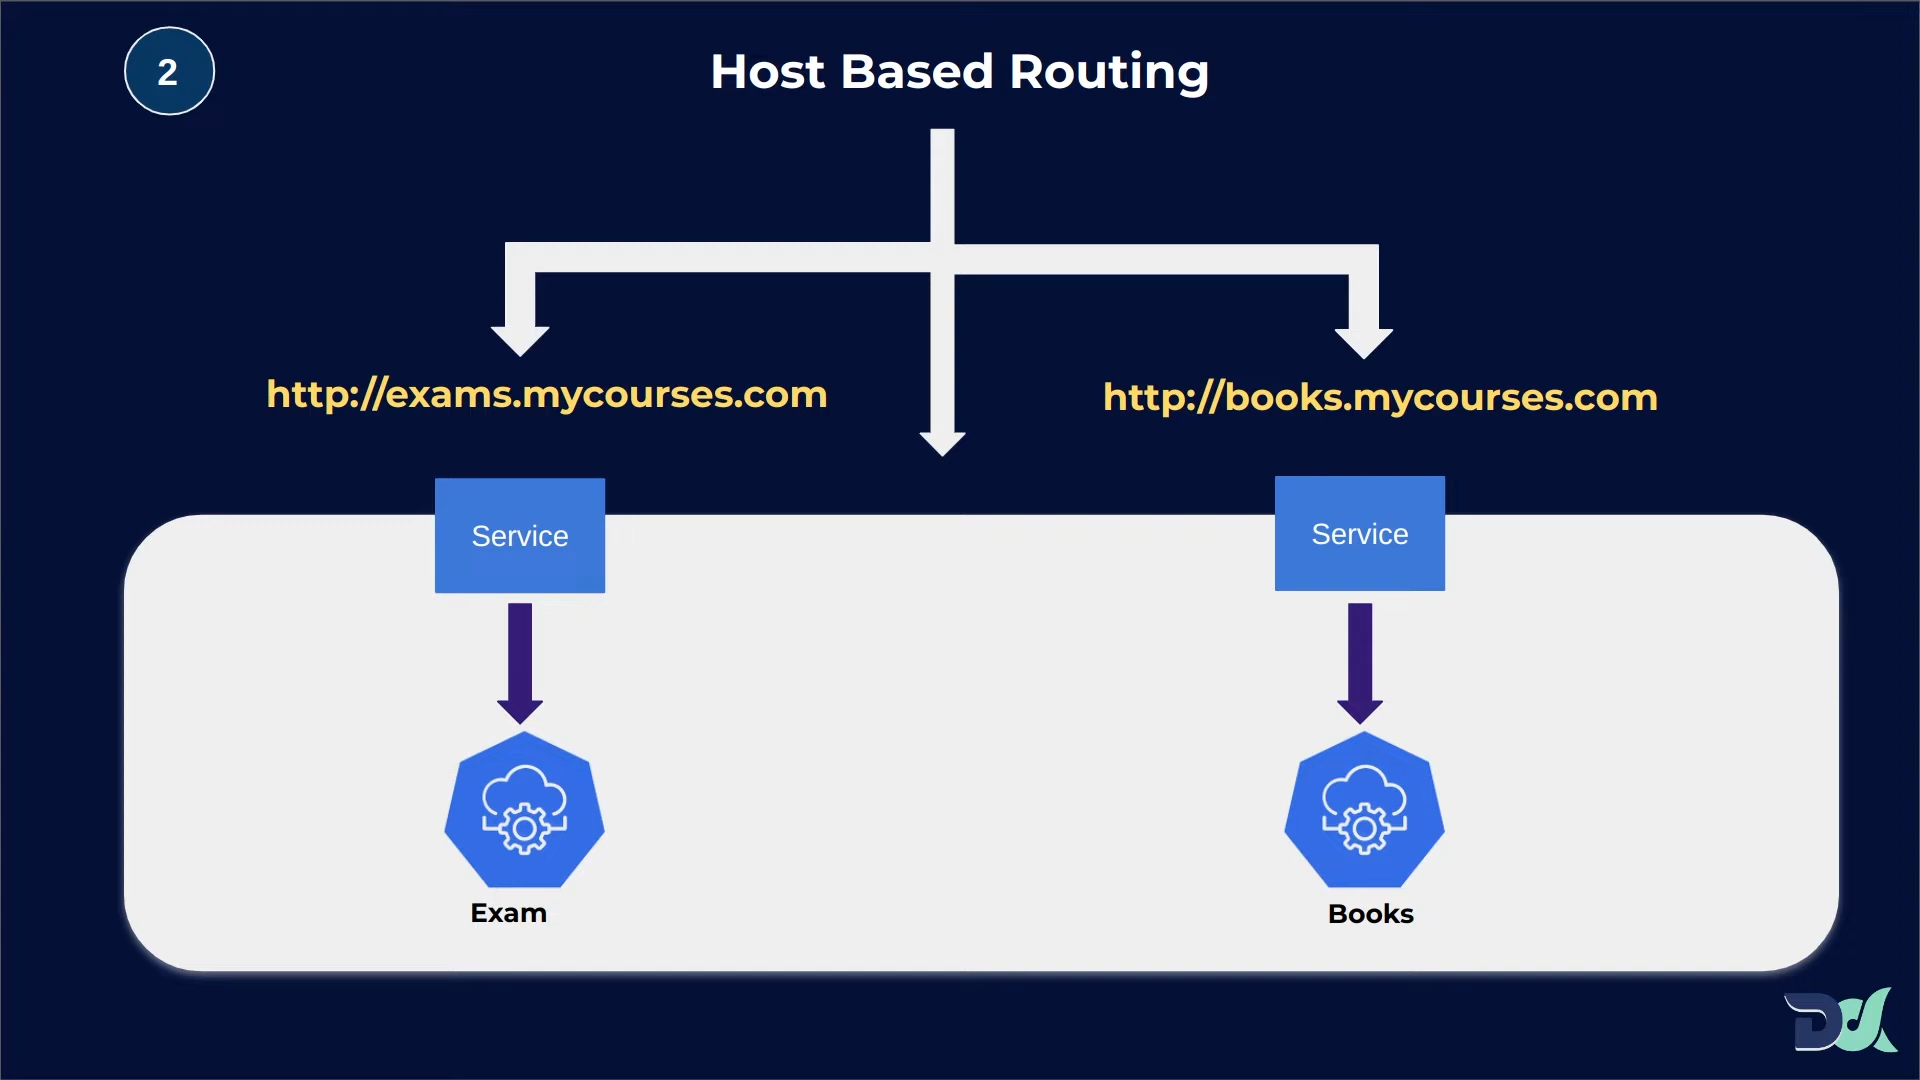 2
Host Based Routing
http://exams.mycourses.com
http://books.mycourses.com
Service
Service
Exam
Books